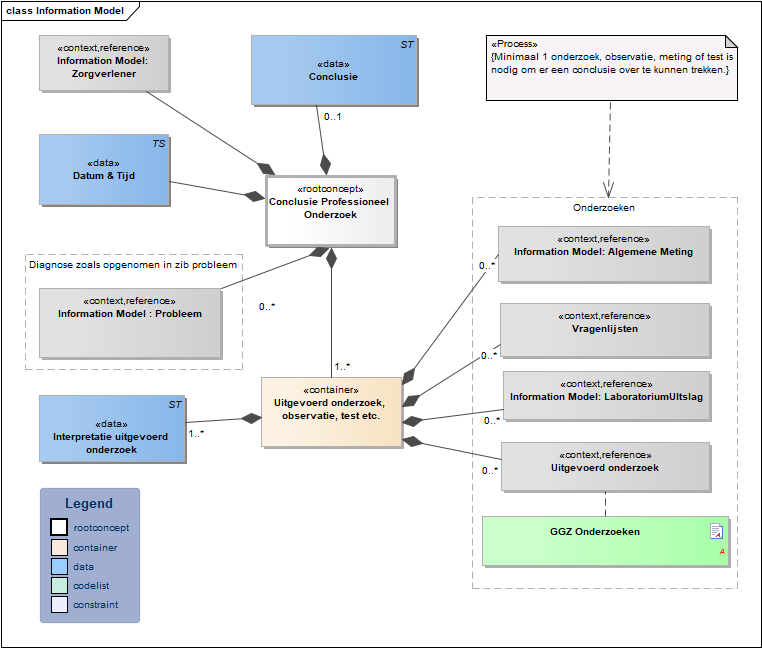 class Information Model
«context,reference»
Information Model:
Zorgverlener
ST
«data»
Conclusie
0..1
«Process»
{Minimaal 1 onderzoek, observatie, meting of test is
nodig om er een conclusie over te kunnen trekken.}
TS
«data»
Datum & Tijd
«rootconcept»
Conclusie Professioneel
Onderzoek
Onderzoeken
«context,reference»
Information Model: Algemene Meting
0..*
Diagnose zoals opgenomen in zib probleem
«context,reference»
Information Model : Probleem
0..*
«context,reference»
Vragenlijsten
0..*
1..*
«container»
Uitgevoerd onderzoek,
observatie, test etc.
«context,reference»
Information Model: LaboratoriumUItslag
0..*
ST
«data»
Interpretatie uitgevoerd
onderzoek
1..*
«context,reference»
Uitgevoerd onderzoek
0..*
GGZ Onderzoeken
A
Legend
rootconcept
container
data
codelist
constraint